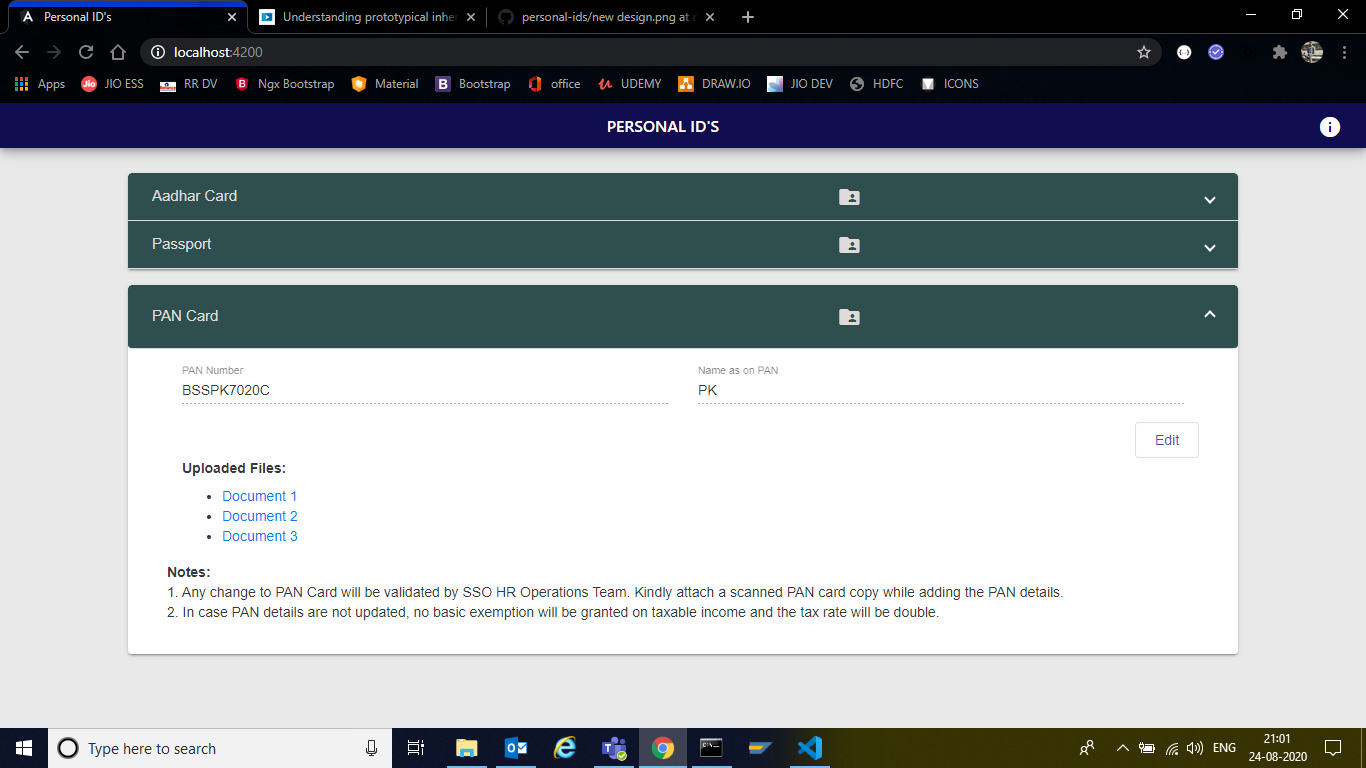 Personal ID's
Understanding prototypical inhe
personal-ids/new design.png at
localhost:4200
Apps
JIO ESS
RR DV
Ngx Bootstrap
Material
Bootstrap
office
UDEMY
DRAW.IO
JIO DEV
HDFC
ICONS
PERSONAL ID'S
Aadhar Card
Passport
PAN Card
PAN Number
Name as on PAN
BSSPK7020C
PK
Edit
Uploaded Files:
• Document 1
• Document 2
• Document 3
Notes:
1. Any change to PAN Card will be validated by SSO HR Operations Team. Kindly attach a scanned PAN card copy while adding the PAN details.
2. In case PAN details are not updated, no basic exemption will be granted on taxable income and the tax rate will be double.
Type here to search
ENG
21:01
24-08-2020